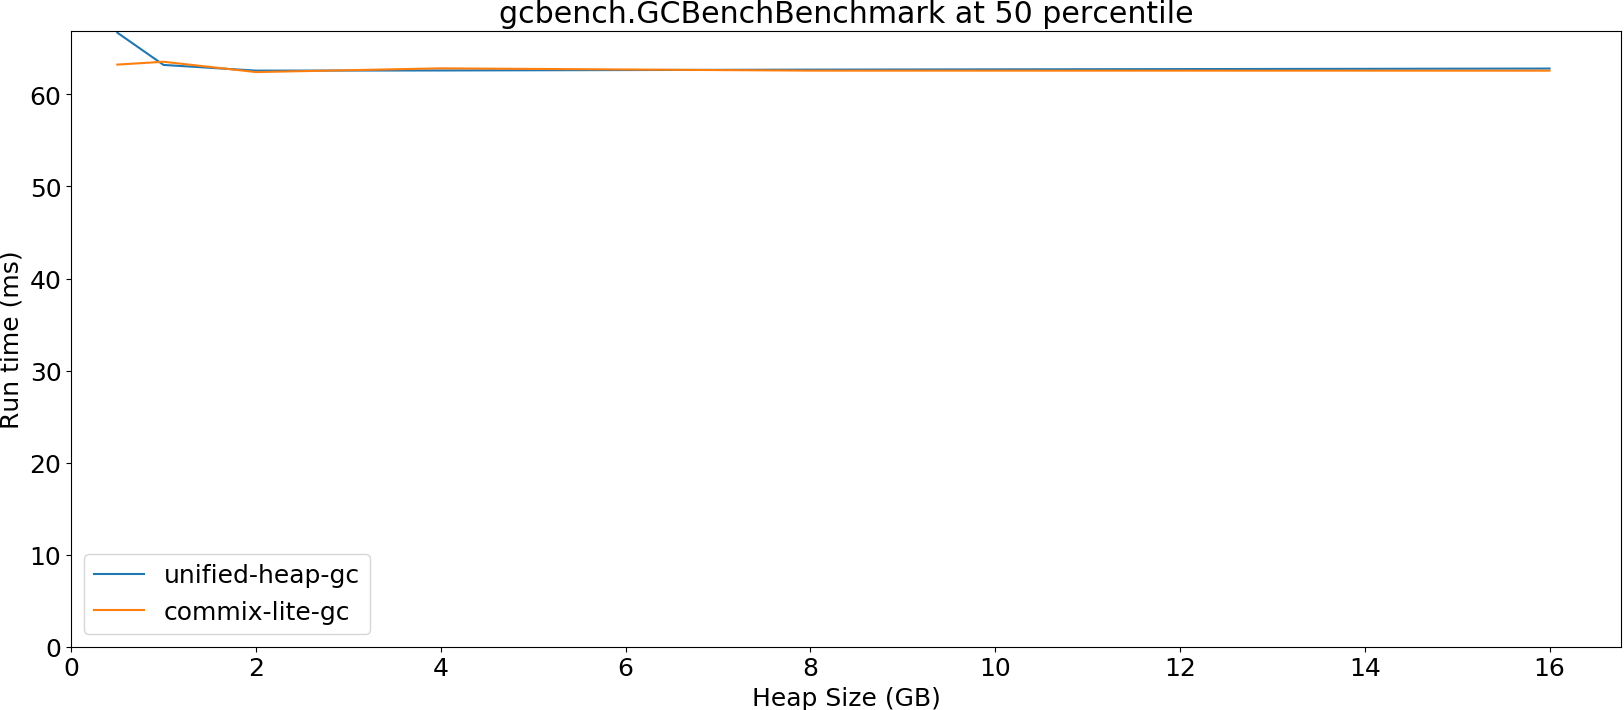 gcbench.GCBenchBenchmark at 50 percentile
60
50
40
30
20
10
0
Run time (ms)
unified-heap-gc
commix-lite-gc
0 2 4 6 8 10 12 14 16
Heap Size (GB)